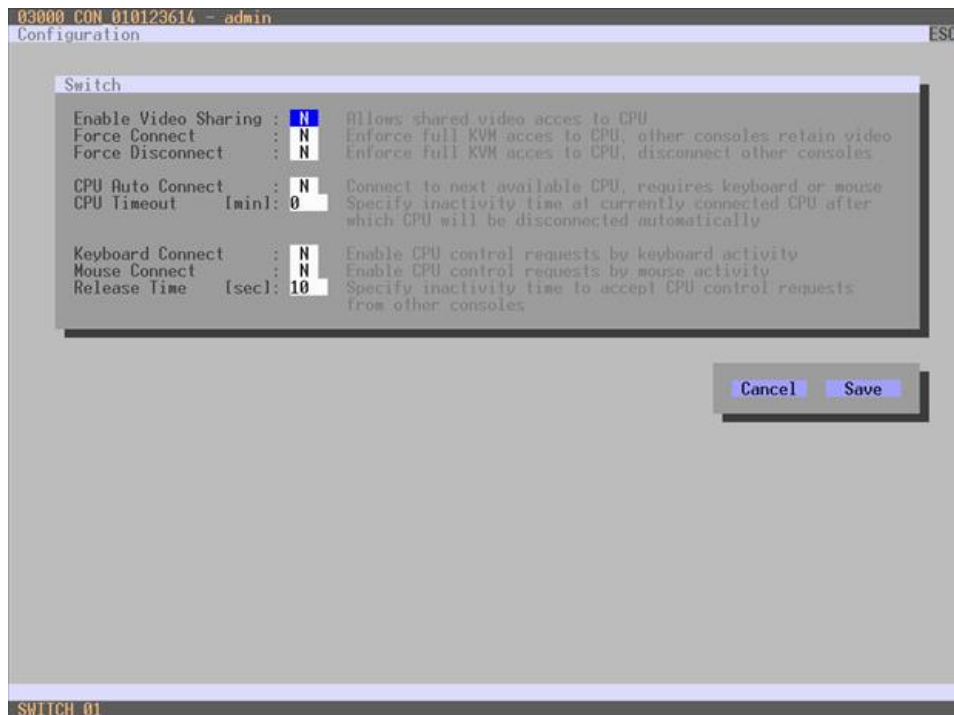 03000 CON_010123614 - admin
Configuration ESC
Switch
Enable Video Sharing : N Allows shared video acces to CPU
Force Connect : N Enforce full KVM acces to CPU, other consoles retain video
Force Disconnect : N Enforce full KVM acces to CPU, disconnect other consoles
CPU Auto Connect : N Connect to next available CPU, requires keyboard or mouse
CPU Timeout [min]: 0 Specify inactivity time at currently connected CPU after
which CPU will be disconnected automatically
Keyboard Connect : N Enable CPU control requests by keyboard activity
Mouse Connect : N Enable CPU control requests by mouse activity
Release Time [sec]: 10 Specify inactivity time to accept CPU control requests
from other consoles
Cancel Save
SWITCH_01